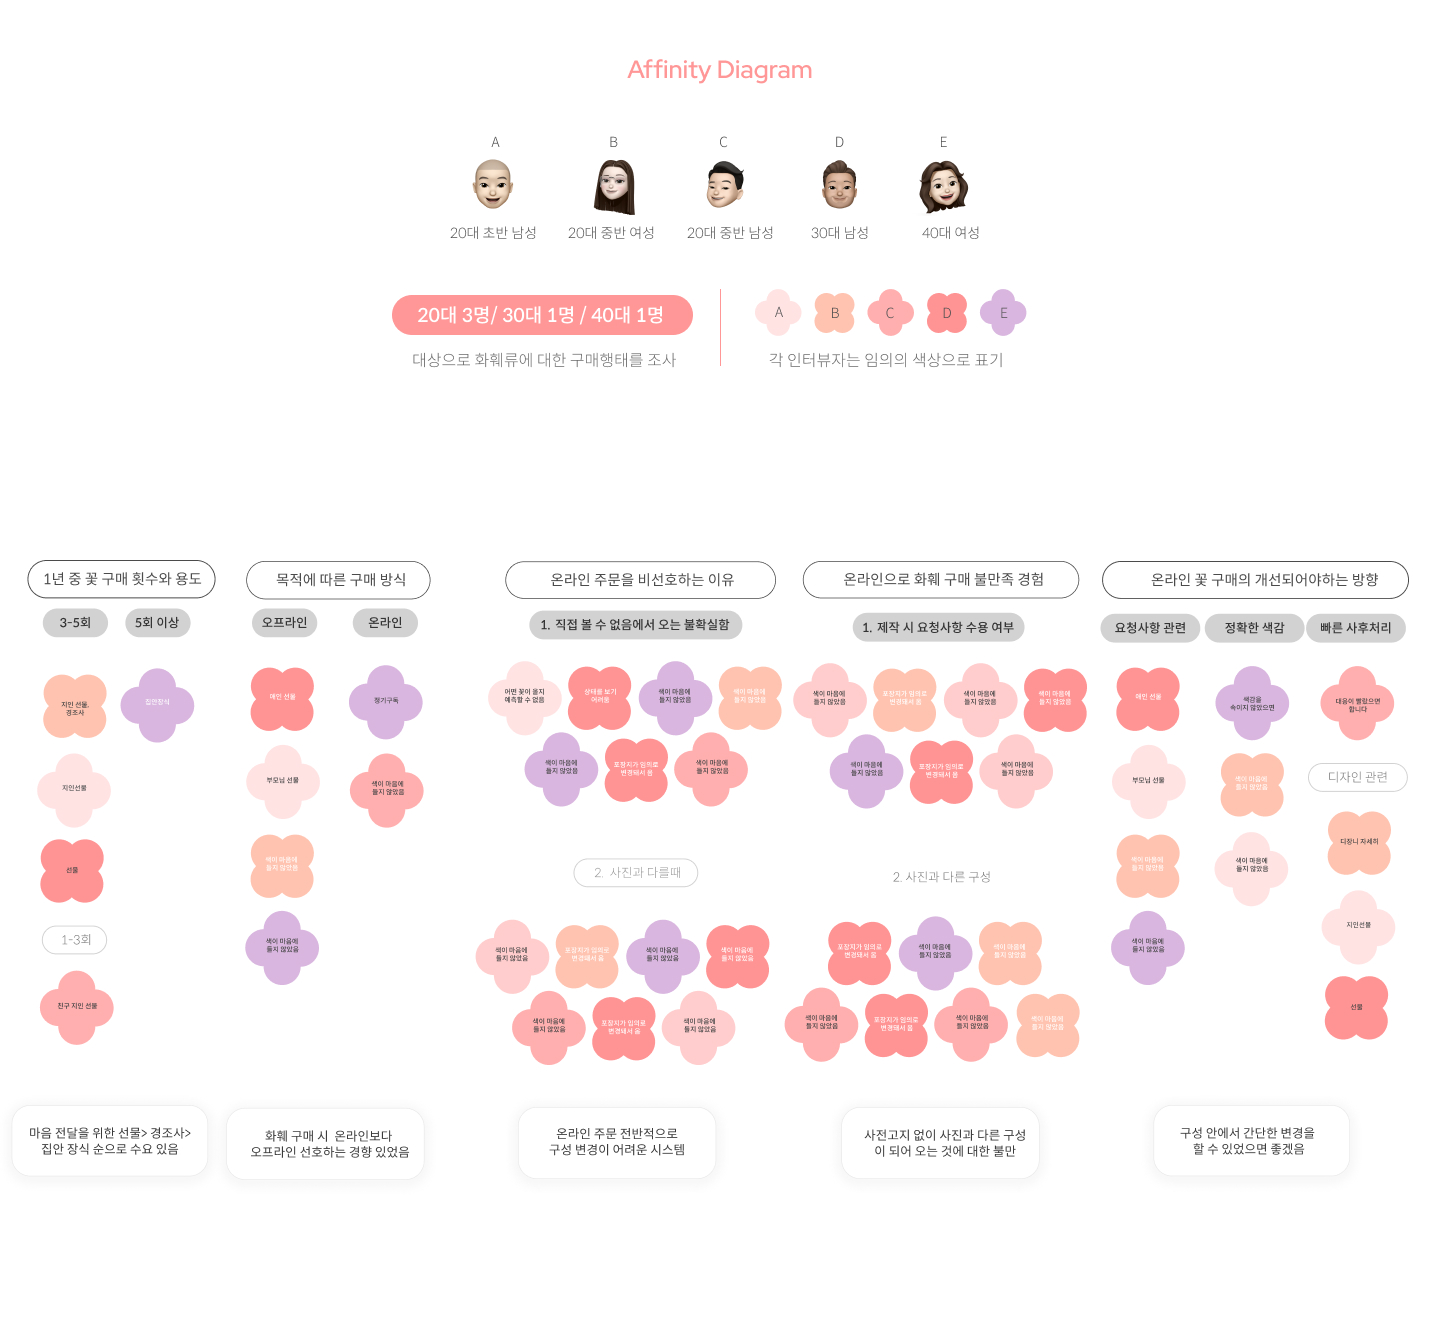 Affinity Diagram
A
B
C
D
E
20대 초반 남성
20대 중반 여성
20대 중반 남성
30대 남성
40대 여성
20대 3명/ 30대 1명 / 40대 1명
대상으로 화훼류에 대한 구매행태를 조사
A
B
C
D
E
각 인터뷰자는 임의의 색상으로 표기
1년 중 꽃 구매 횟수와 용도
3-5회
5회 이상
지인 선물,
경조사
집안장식
지인선물
선물
1-3회
친구 지인 선물
마음 전달을 위한 선물> 경조사>
집안 장식 순으로 수요 있음
목적에 따른 구매 방식
오프라인
온라인
애인 선물
정기구독
부모님 선물
색이 마음에
들지 않았음
색이 마음에
들지 않았음
색이 마음에
들지 않았음
화훼 구매 시 온라인보다
오프라인 선호하는 경향 있었음
온라인 주문을 비선호하는 이유
1. 직접 볼 수 없음에서 오는 불확실함
어떤 꽃이 올지
예측할 수 없음
상태를 보기
어려움
색이 마음에
들지 않았음
색이 마음에
들지 않았음
색이 마음에
들지 않았음
포장지가 임의로
변경돼서 옴
색이 마음에
들지 않았음
2. 사진과 다를때
색이 마음에
들지 않았음
포장지가 임의로
변경돼서 옴
색이 마음에
들지 않았음
색이 마음에
들지 않았음
색이 마음에
들지 않았음
포장지가 임의로
변경돼서 옴
색이 마음에
들지 않았음
온라인 주문 전반적으로
구성 변경이 어려운 시스템
온라인으로 화훼 구매 불만족 경험
1. 제작 시 요청사항 수용 여부
색이 마음에
들지 않았음
포장지가 임의로
변경돼서 옴
색이 마음에
들지 않았음
색이 마음에
들지 않았음
색이 마음에
들지 않았음
포장지가 임의로
변경돼서 옴
색이 마음에
들지 않았음
2. 사진과 다른 구성
포장지가 임의로
변경돼서 옴
색이 마음에
들지 않았음
색이 마음에
들지 않았음
색이 마음에
들지 않았음
포장지가 임의로
변경돼서 옴
색이 마음에
들지 않았음
색이 마음에
들지 않았음
사전고지 없이 사진과 다른 구성
이 되어 오는 것에 대한 불만
온라인 꽃 구매의 개선되어야하는 방향
요청사항 관련
정확한 색감
빠른 사후처리
애인 선물
색감을
속이지 않았으면
대응이 빨랐으면
합니다
부모님 선물
색이 마음에
들지 않았음
디자인 관련
색이 마음에
들지 않았음
색이 마음에
들지 않았음
디장니 자세히
색이 마음에
들지 않았음
지인선물
선물
구성 안에서 간단한 변경을
할 수 있었으면 좋겠음